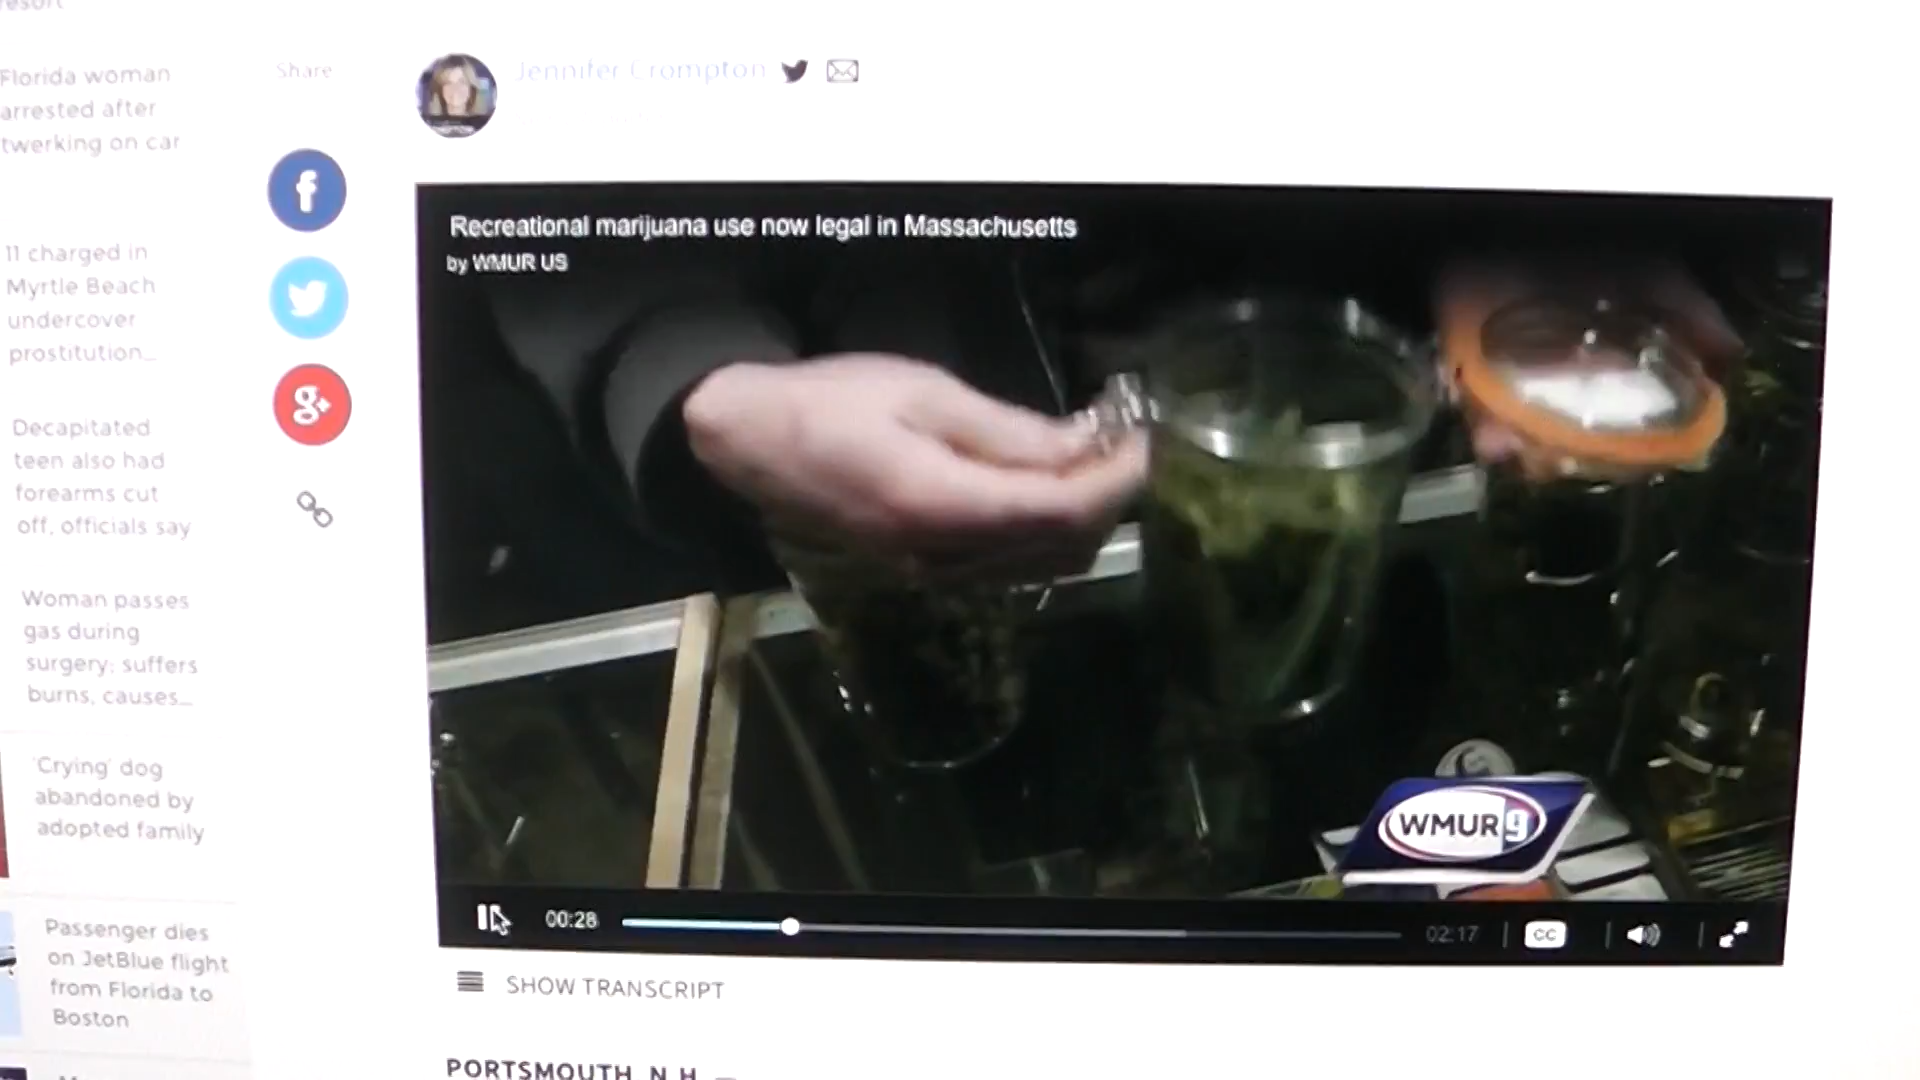 Florida woman
arrested after
twerking on car
11 charged in
Myrtle Beach
undercover
prostitution...
Decapitated
teen also had
forearms cut
off, officials say
Woman passes
gas during
surgery; suffers
burns, causes...
'Crying' dog
abandoned by
adopted family
Passenger dies
on JetBlue flight
from Florida to
Boston
Share
f
g+
Jennifer Crompton
Recreational marijuana use now legal in Massachusetts
by WMUR US
WMUR 9
00:28
02:17
CC
SHOW TRANSCRIPT
PORTSMOUTH, N.H. —